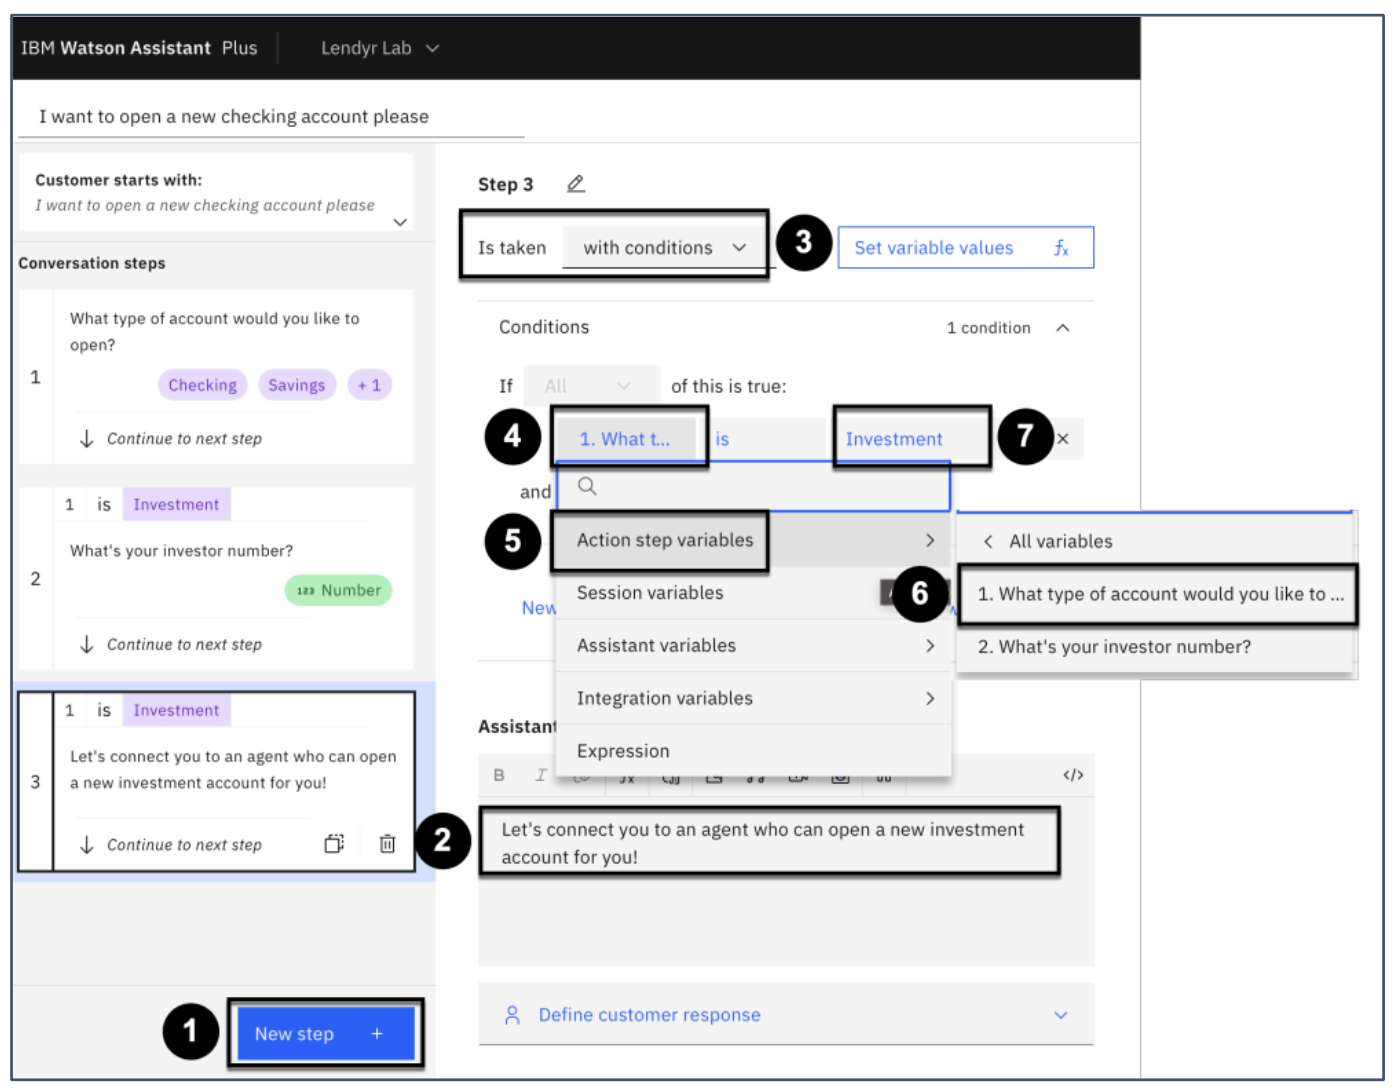 IBM Watson Assistant Plus
Lendyr Lab
I want to open a new checking account please
Customer starts with:
I want to open a new checking account please
Conversation steps
1
What type of account would you like to
open?
Checking Savings + 1
Continue to next step
2
1 is Investment
What's your investor number?
123 Number
Continue to next step
3
1 is Investment
Let's connect you to an agent who can open
a new investment account for you!
Continue to next step
1
New step +
2
Step 3
Is taken with conditions
3
Set variable values fx
Conditions
1 condition
If All of this is true:
4
1. What t... is Investment
7
and
5
Action step variables
Session variables
New
Assistant variables
Integration variables
Expression
All variables
6
1. What type of account would you like to ...
2. What's your investor number?
Assistant
B I </>
Let's connect you to an agent who can open a new investment
account for you!
Define customer response